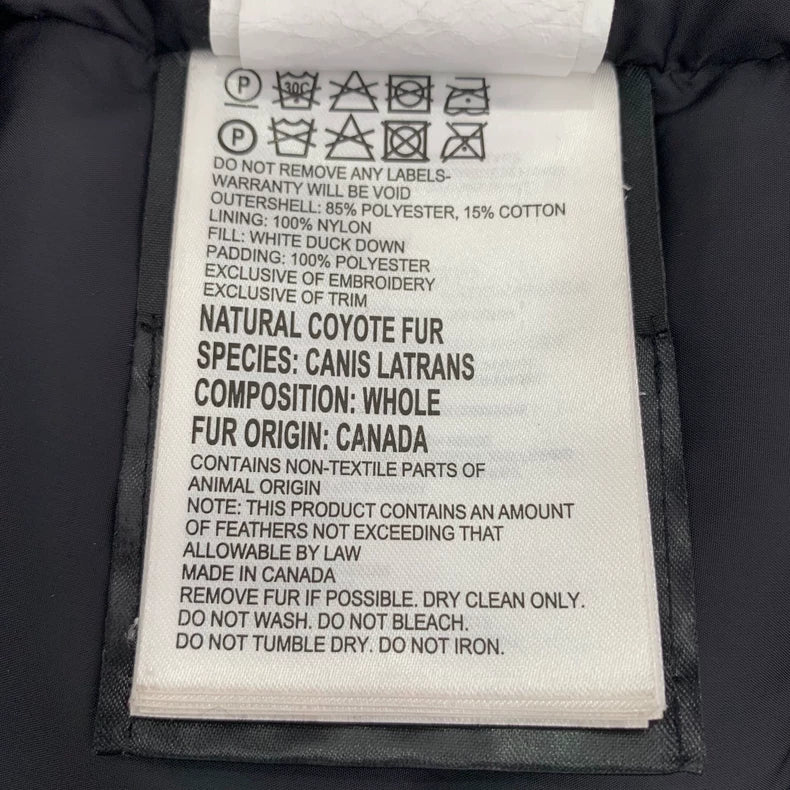 P 30C
P
DO NOT REMOVE ANY LABELS-
WARRANTY WILL BE VOID
OUTERSHELL: 85% POLYESTER, 15% COTTON
LINING: 100% NYLON
FILL: WHITE DUCK DOWN
PADDING: 100% POLYESTER
EXCLUSIVE OF EMBROIDERY
EXCLUSIVE OF TRIM
NATURAL COYOTE FUR
SPECIES: CANIS LATRANS
COMPOSITION: WHOLE
FUR ORIGIN: CANADA
CONTAINS NON-TEXTILE PARTS OF
ANIMAL ORIGIN
NOTE: THIS PRODUCT CONTAINS AN AMOUNT
OF FEATHERS NOT EXCEEDING THAT
ALLOWABLE BY LAW
MADE IN CANADA
REMOVE FUR IF POSSIBLE. DRY CLEAN ONLY.
DO NOT WASH. DO NOT BLEACH.
DO NOT TUMBLE DRY. DO NOT IRON.